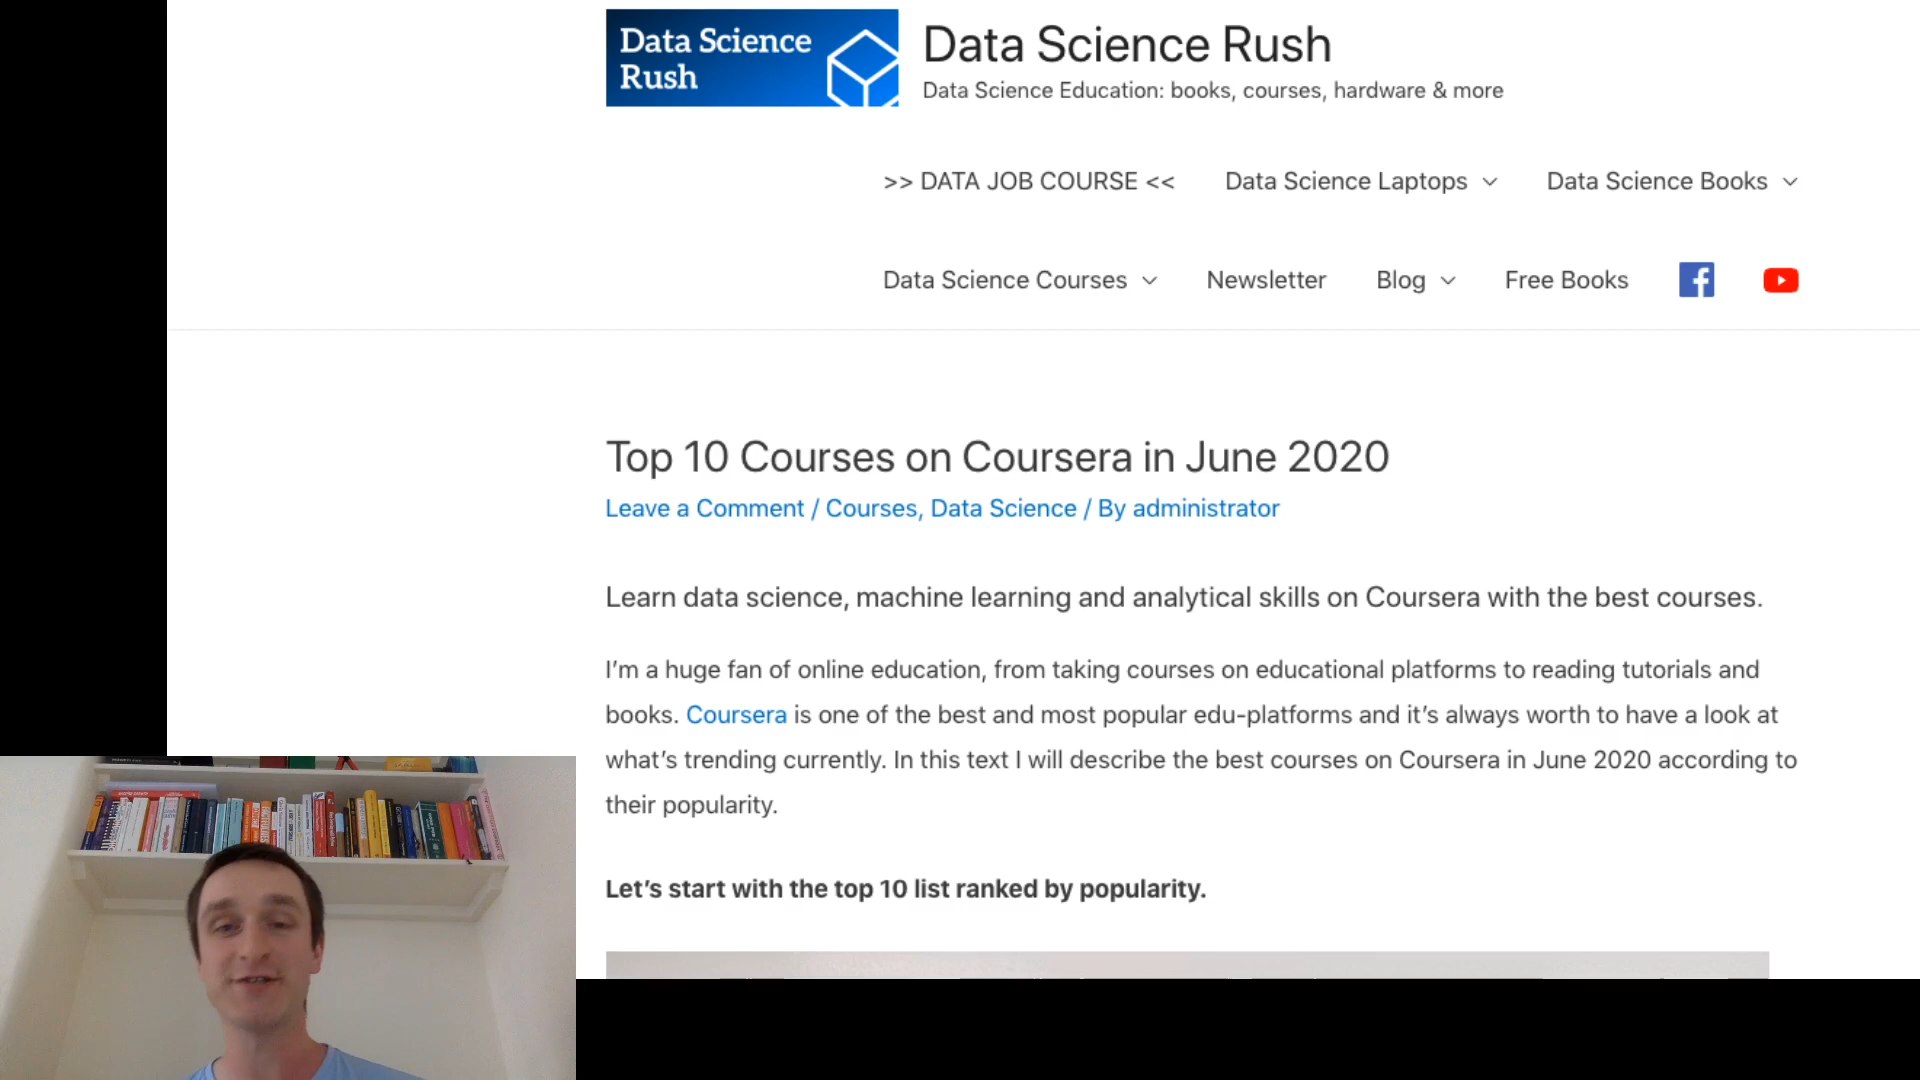 Data Science
Rush
Data Science Rush
Data Science Education: books, courses, hardware & more
>> DATA JOB COURSE <<
Data Science Laptops
Data Science Books
Data Science Courses
Newsletter
Blog
Free Books
Top 10 Courses on Coursera in June 2020
Leave a Comment / Courses, Data Science / By administrator
Learn data science, machine learning and analytical skills on Coursera with the best courses.
I’m a huge fan of online education, from taking courses on educational platforms to reading tutorials and
books. Coursera is one of the best and most popular edu-platforms and it’s always worth to have a look at
what’s trending currently. In this text I will describe the best courses on Coursera in June 2020 according to
their popularity.
Let’s start with the top 10 list ranked by popularity.